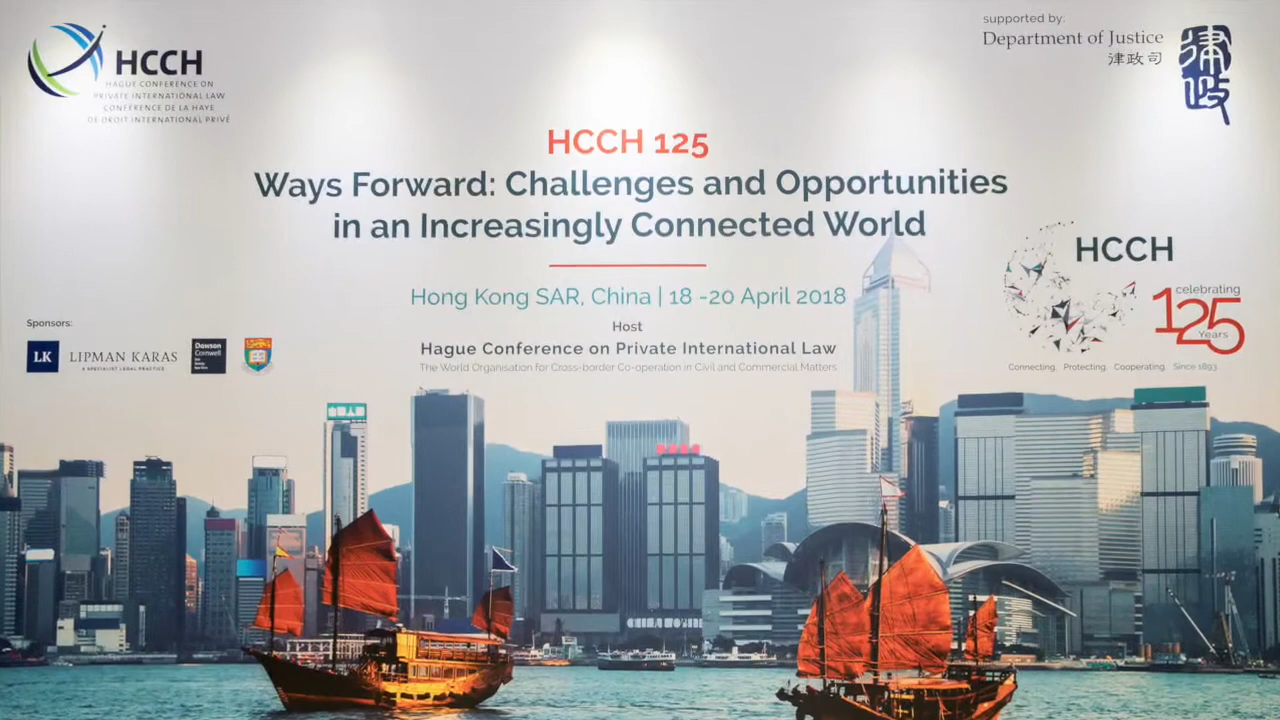 HCCH
HAGUE CONFERENCE ON
PRIVATE INTERNATIONAL LAW
CONFÉRENCE DE LA HAYE
DE DROIT INTERNATIONAL PRIVÉ
supported by:
Department of Justice
律政司
律政
HCCH 125
Ways Forward: Challenges and Opportunities
in an Increasingly Connected World
Hong Kong SAR, China | 18 -20 April 2018
Host
Hague Conference on Private International Law
The World Organisation for Cross-border Co-operation in Civil and Commercial Matters
Sponsors:
LK
LIPMAN KARAS
A SPECIALIST LEGAL PRACTICE
Dawson
Cornwell
HCCH
celebrating
125
Years
Connecting. Protecting. Cooperating. Since 1893